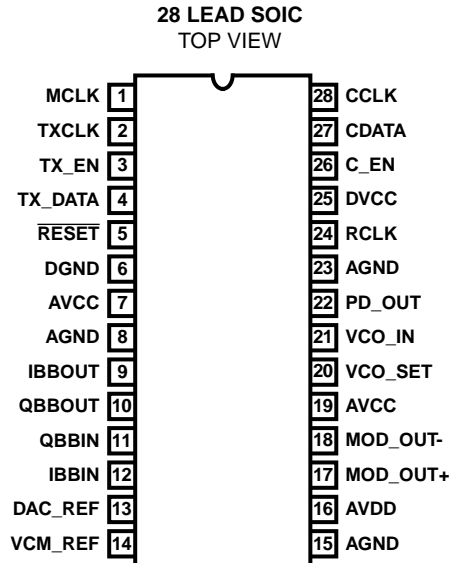 28 LEAD SOIC
TOP VIEW
MCLK 1 28 CCLK
TXCLK 2 27 CDATA
TX_EN 3 26 C_EN
TX_DATA 4 25 DVCC
RESET 5 24 RCLK
DGND 6 23 AGND
AVCC 7 22 PD_OUT
AGND 8 21 VCO_IN
IBBOUT 9 20 VCO_SET
QBBOUT 10 19 AVCC
QBBIN 11 18 MOD_OUT-
IBBIN 12 17 MOD_OUT+
DAC_REF 13 16 AVDD
VCM_REF 14 15 AGND